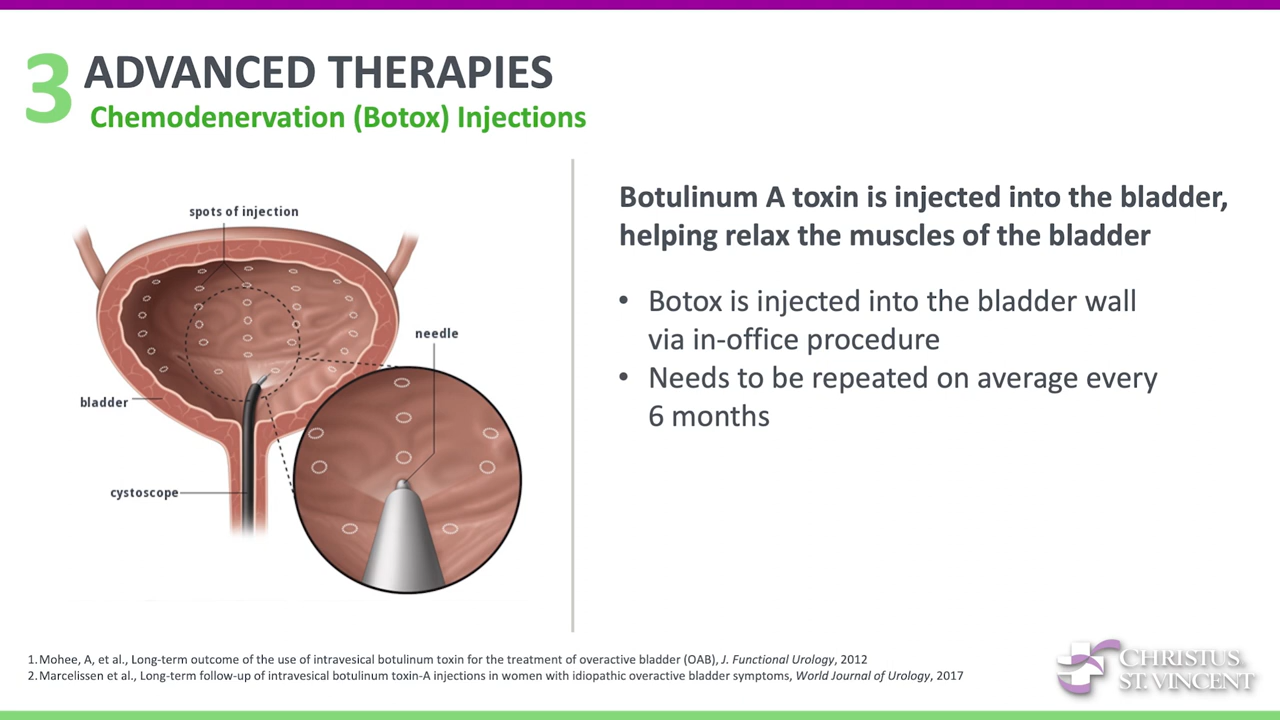 3 ADVANCED THERAPIES
Chemodenervation (Botox) Injections
spots of injection
needle
bladder
cystoscope
Botulinum A toxin is injected into the bladder,
helping relax the muscles of the bladder
• Botox is injected into the bladder wall
via in-office procedure
• Needs to be repeated on average every
6 months
1. Mohee, A, et al., Long-term outcome of the use of intravesical botulinum toxin for the treatment of overactive bladder (OAB), J. Functional Urology, 2012
2. Marcelissen et al., Long-term follow-up of intravesical botulinum toxin-A injections in women with idiopathic overactive bladder symptoms, World Journal of Urology, 2017
CHRISTUS
ST. VINCENT